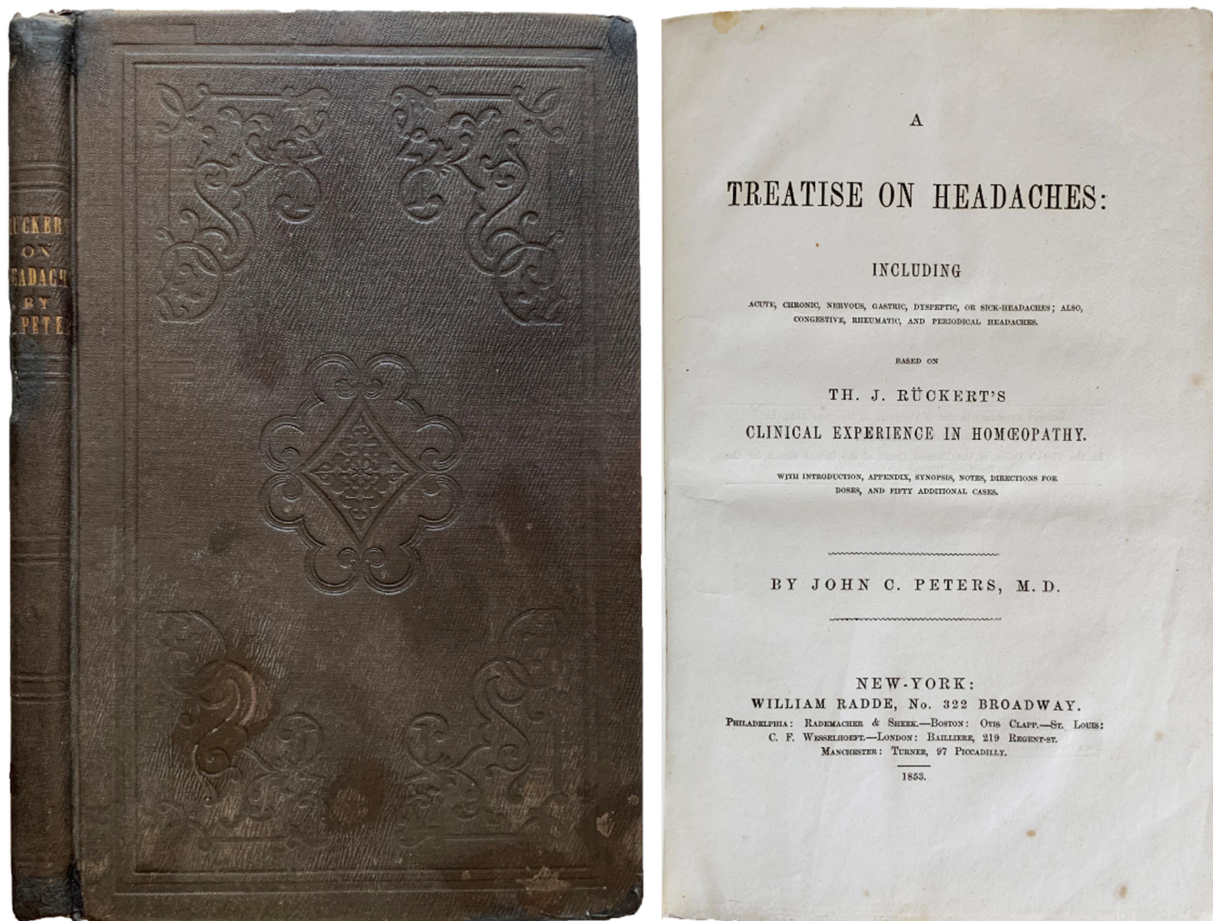 RÜCKERT
ON
HEADACH
BY
PETE
A
TREATISE ON HEADACHES:
INCLUDING
ACUTE, CHRONIC, NERVOUS, GASTRIC, DYSPEPTIC, OR SICK-HEADACHES; ALSO,
CONGESTIVE, RHEUMATIC, AND PERIODICAL HEADACHES.
BASED ON
TH. J. RÜCKERT'S
CLINICAL EXPERIENCE IN HOMŒOPATHY.
WITH INTRODUCTION, APPENDIX, SYNOPSIS, NOTES, DIRECTIONS FOR
DOSES, AND FIFTY ADDITIONAL CASES.
BY JOHN C. PETERS, M. D.
NEW-YORK:
WILLIAM RADDE, No. 322 BROADWAY.
PHILADELPHIA: RADEMACHER & SHEEK.—BOSTON: OTIS CLAPP.—ST. LOUIS:
C. F. WESSELHOEFT.—LONDON: BAILLIERE, 219 REGENT-ST.
MANCHESTER: TURNER, 97 PICCADILLY.
1853.